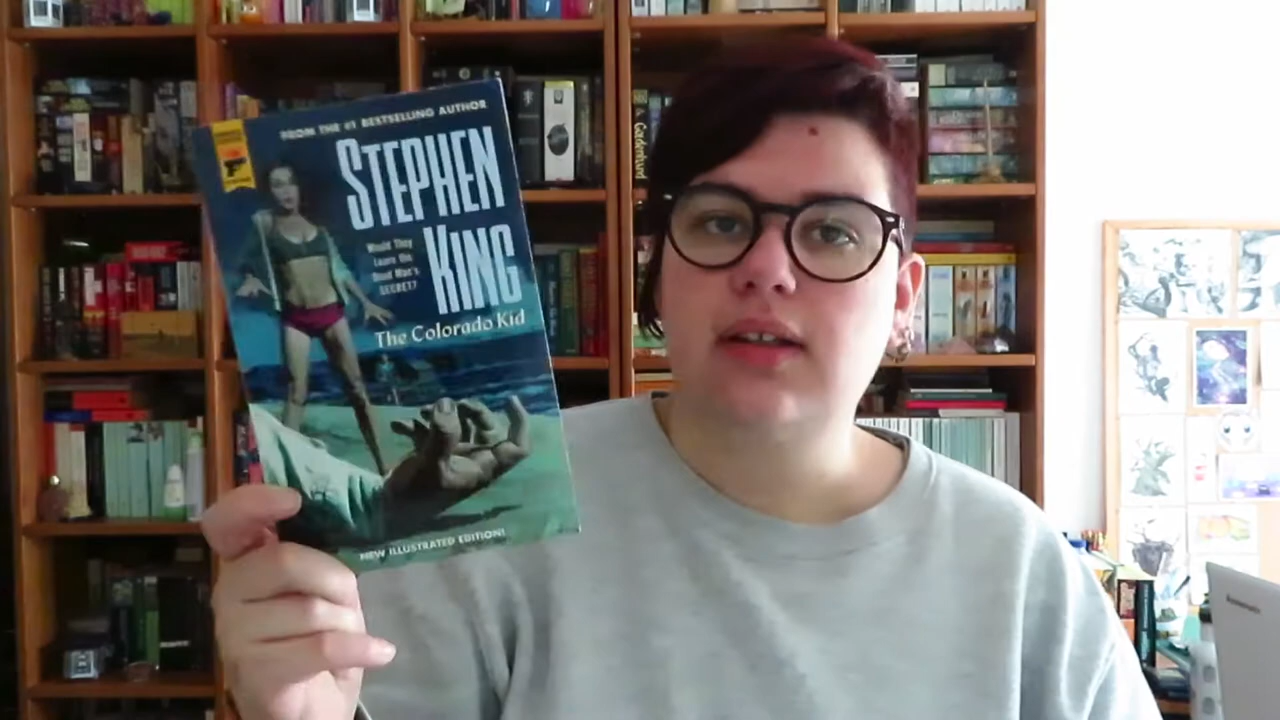 FROM THE #1 BESTSELLING AUTHOR
STEPHEN
KING
Would They
Learn the
Dead Man's
SECRET?
The Colorado Kid
NEW ILLUSTRATED EDITION!